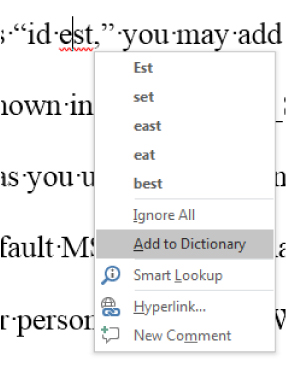 “id·est,”·you·may·add
Est
set
nown·in
east
eat
as·you·u
best
Ignore All
fault·MS
Add to Dictionary
Smart Lookup
r·person
Hyperlink...
New Comment